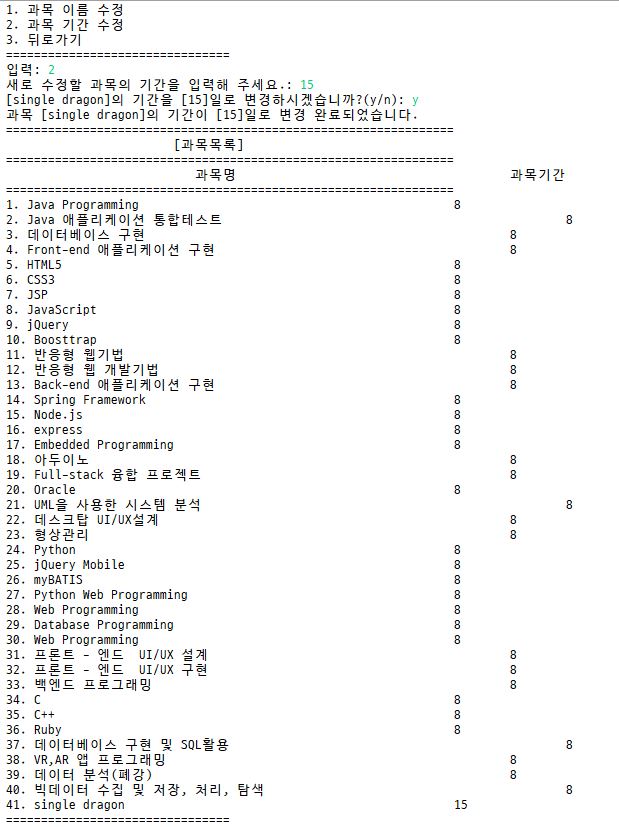 1. 과목 이름 수정
2. 과목 기간 수정
3. 뒤로가기
================================
입력: 2
새로 수정할 과목의 기간을 입력해 주세요.: 15
[single dragon]의 기간을 [15]일로 변경하시겠습니까?(y/n): y
과목 [single dragon]의 기간이 [15]일로 변경 완료되었습니다.
================================================================
[과목목록]
================================================================
과목명 과목기간
================================================================
1. Java Programming 8
2. Java 애플리케이션 통합테스트 8
3. 데이터베이스 구현 8
4. Front-end 애플리케이션 구현 8
5. HTML5 8
6. CSS3 8
7. JSP 8
8. JavaScript 8
9. jQuery 8
10. Boosttrap 8
11. 반응형 웹기법 8
12. 반응형 웹 개발기법 8
13. Back-end 애플리케이션 구현 8
14. Spring Framework 8
15. Node.js 8
16. express 8
17. Embedded Programming 8
18. 아두이노 8
19. Full-stack 융합 프로젝트 8
20. Oracle 8
21. UML을 사용한 시스템 분석 8
22. 데스크탑 UI/UX설계 8
23. 형상관리 8
24. Python 8
25. jQuery Mobile 8
26. myBATIS 8
27. Python Web Programming 8
28. Web Programming 8
29. Database Programming 8
30. Web Programming 8
31. 프론트 - 엔드  UI/UX 설계 8
32. 프론트 - 엔드  UI/UX 구현 8
33. 백엔드 프로그래밍 8
34. C 8
35. C++ 8
36. Ruby 8
37. 데이터베이스 구현 및 SQL활용 8
38. VR,AR 앱 프로그래밍 8
39. 데이터 분석(폐강) 8
40. 빅데이터 수집 및 저장, 처리, 탐색 8
41. single dragon 15
================================